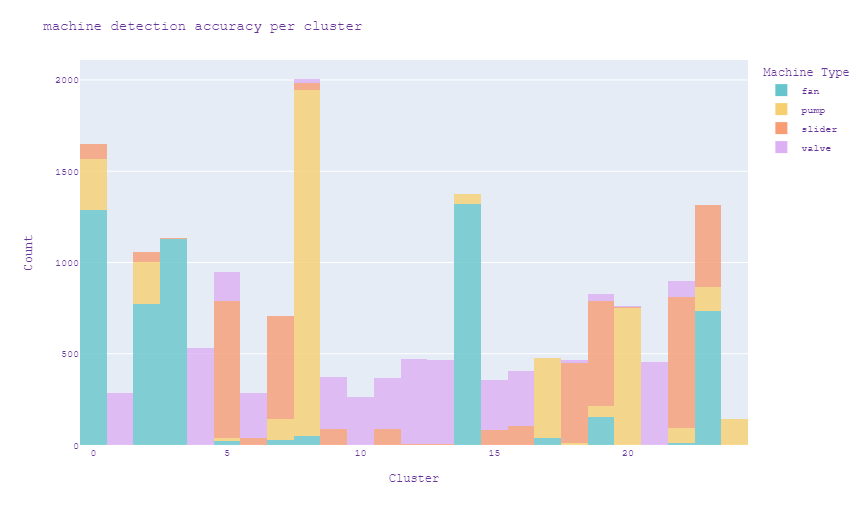 machine detection accuracy per cluster
Machine Type
fan
pump
slider
valve
2000
1500
1000
500
0
Count
0 5 10 15 20
Cluster